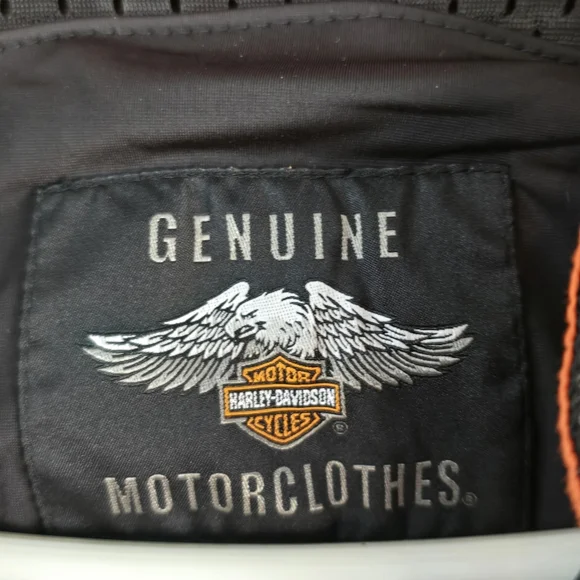 GENUINE
MOTOR
HARLEY-DAVIDSON
CYCLES
®
MOTORCLOTHES®